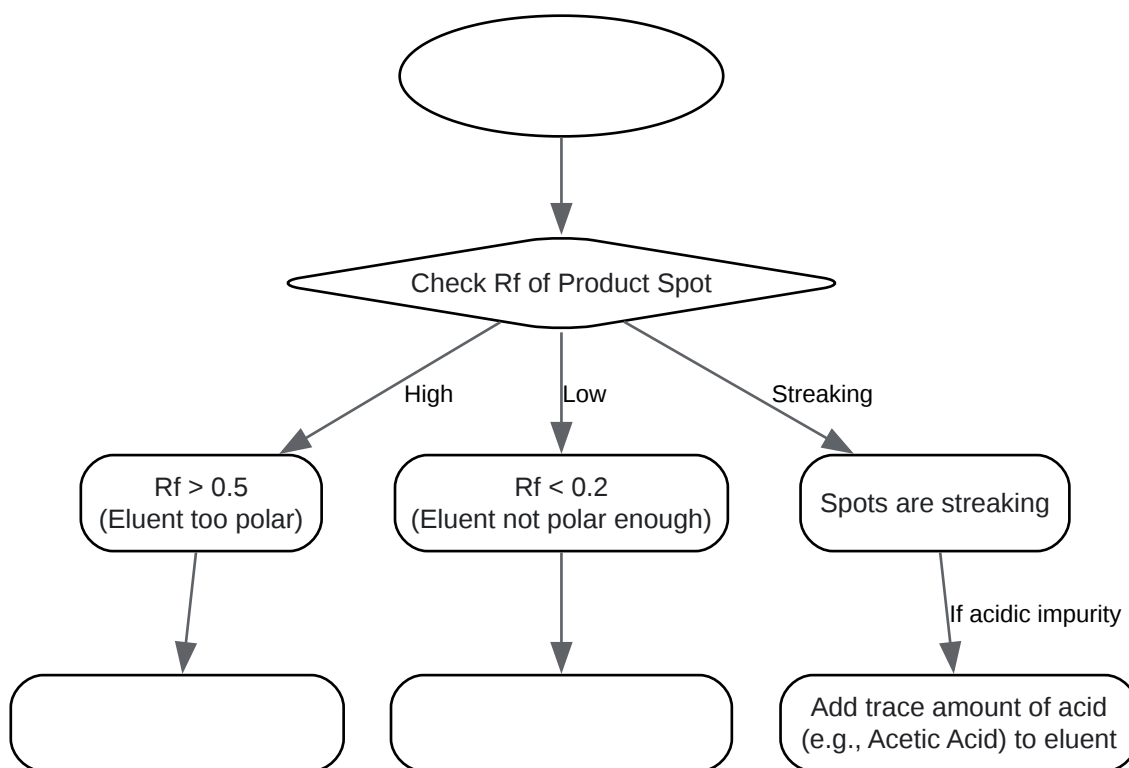 Check Rf of Product Spot
High
Low
Streaking
Rf > 0.5
(Eluent too polar)
Rf < 0.2
(Eluent not polar enough)
Spots are streaking
If acidic impurity
Add trace amount of acid
(e.g., Acetic Acid) to eluent